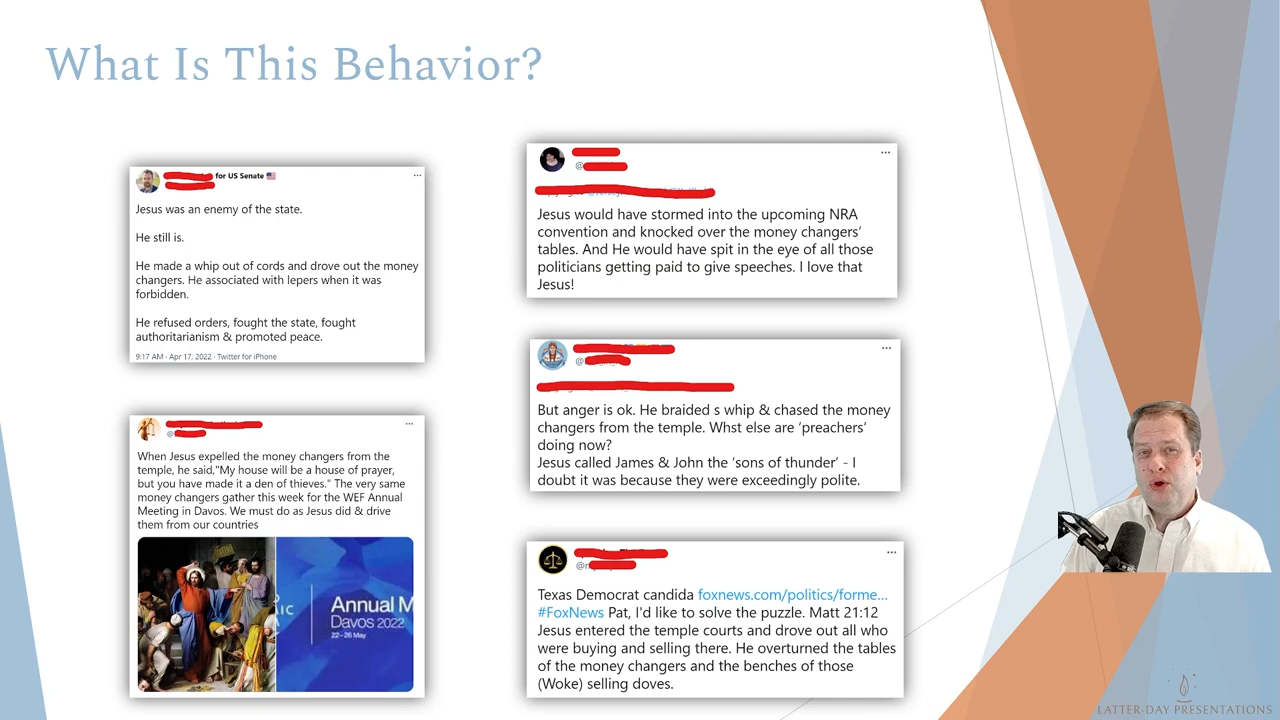 What Is This Behavior?
for US Senate 🇺🇸
Jesus was an enemy of the state.
He still is.
He made a whip out of cords and drove out the money
changers. He associated with lepers when it was
forbidden.
He refused orders, fought the state, fought
authoritarianism & promoted peace.
9:17 AM · Apr 17, 2022 · Twitter for iPhone
@
When Jesus expelled the money changers from the
temple, he said,"My house will be a house of prayer,
but you have made it a den of thieves." The very same
money changers gather this week for the WEF Annual
Meeting in Davos. We must do as Jesus did & drive
them from our countries
IC
Annual M
Davos 2022
22-26 May
@
Jesus would have stormed into the upcoming NRA
convention and knocked over the money changers'
tables. And He would have spit in the eye of all those
politicians getting paid to give speeches. I love that
Jesus!
@
But anger is ok. He braided s whip & chased the money
changers from the temple. Whst else are 'preachers'
doing now?
Jesus called James & John the 'sons of thunder' - I
doubt it was because they were exceedingly polite.
@
Texas Democrat candida foxnews.com/politics/forme...
#FoxNews Pat, I'd like to solve the puzzle. Matt 21:12
Jesus entered the temple courts and drove out all who
were buying and selling there. He overturned the tables
of the money changers and the benches of those
(Woke) selling doves.
LATTER-DAY PRESENTATIONS